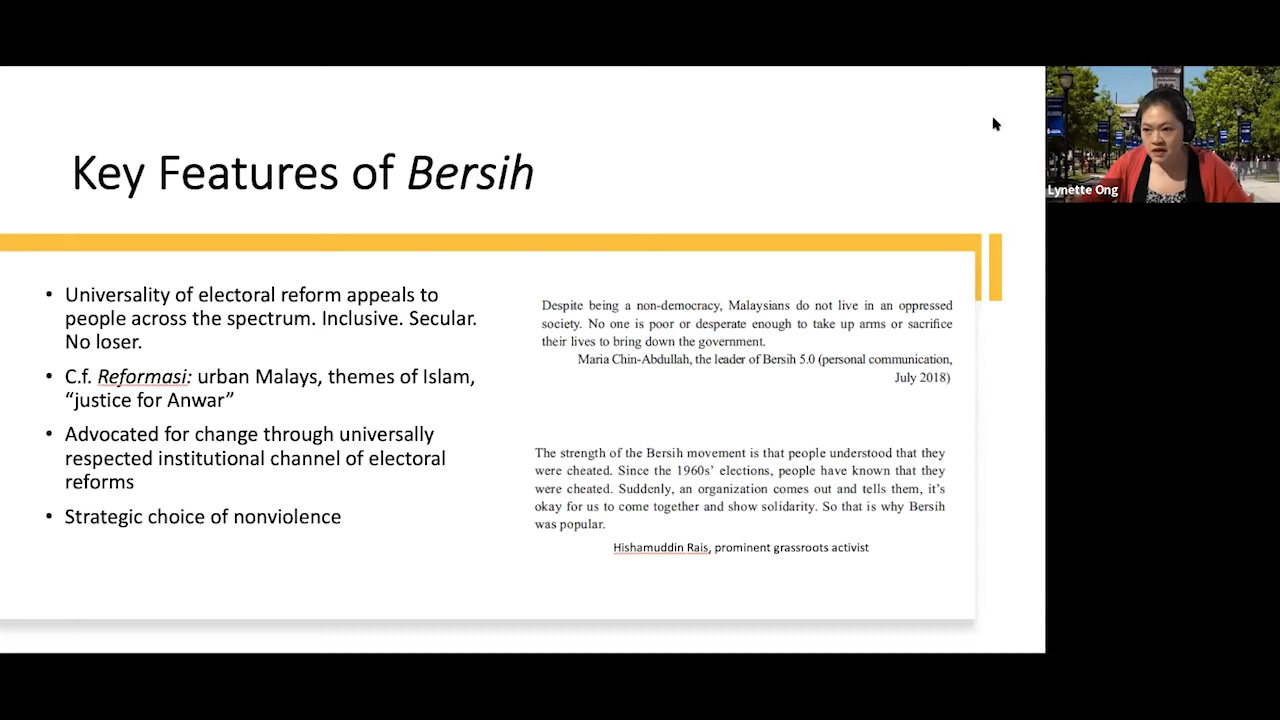 Key Features of Bersih
• Universality of electoral reform appeals to
people across the spectrum. Inclusive. Secular.
No loser.
• C.f. Reformasi: urban Malays, themes of Islam,
“justice for Anwar”
• Advocated for change through universally
respected institutional channel of electoral
reforms
• Strategic choice of nonviolence
Despite being a non-democracy, Malaysians do not live in an oppressed
society. No one is poor or desperate enough to take up arms or sacrifice
their lives to bring down the government.
Maria Chin-Abdullah, the leader of Bersih 5.0 (personal communication,
July 2018)
The strength of the Bersih movement is that people understood that they
were cheated. Since the 1960s’ elections, people have known that they
were cheated. Suddenly, an organization comes out and tells them, it’s
okay for us to come together and show solidarity. So that is why Bersih
was popular.
Hishamuddin Rais, prominent grassroots activist
Lynette Ong